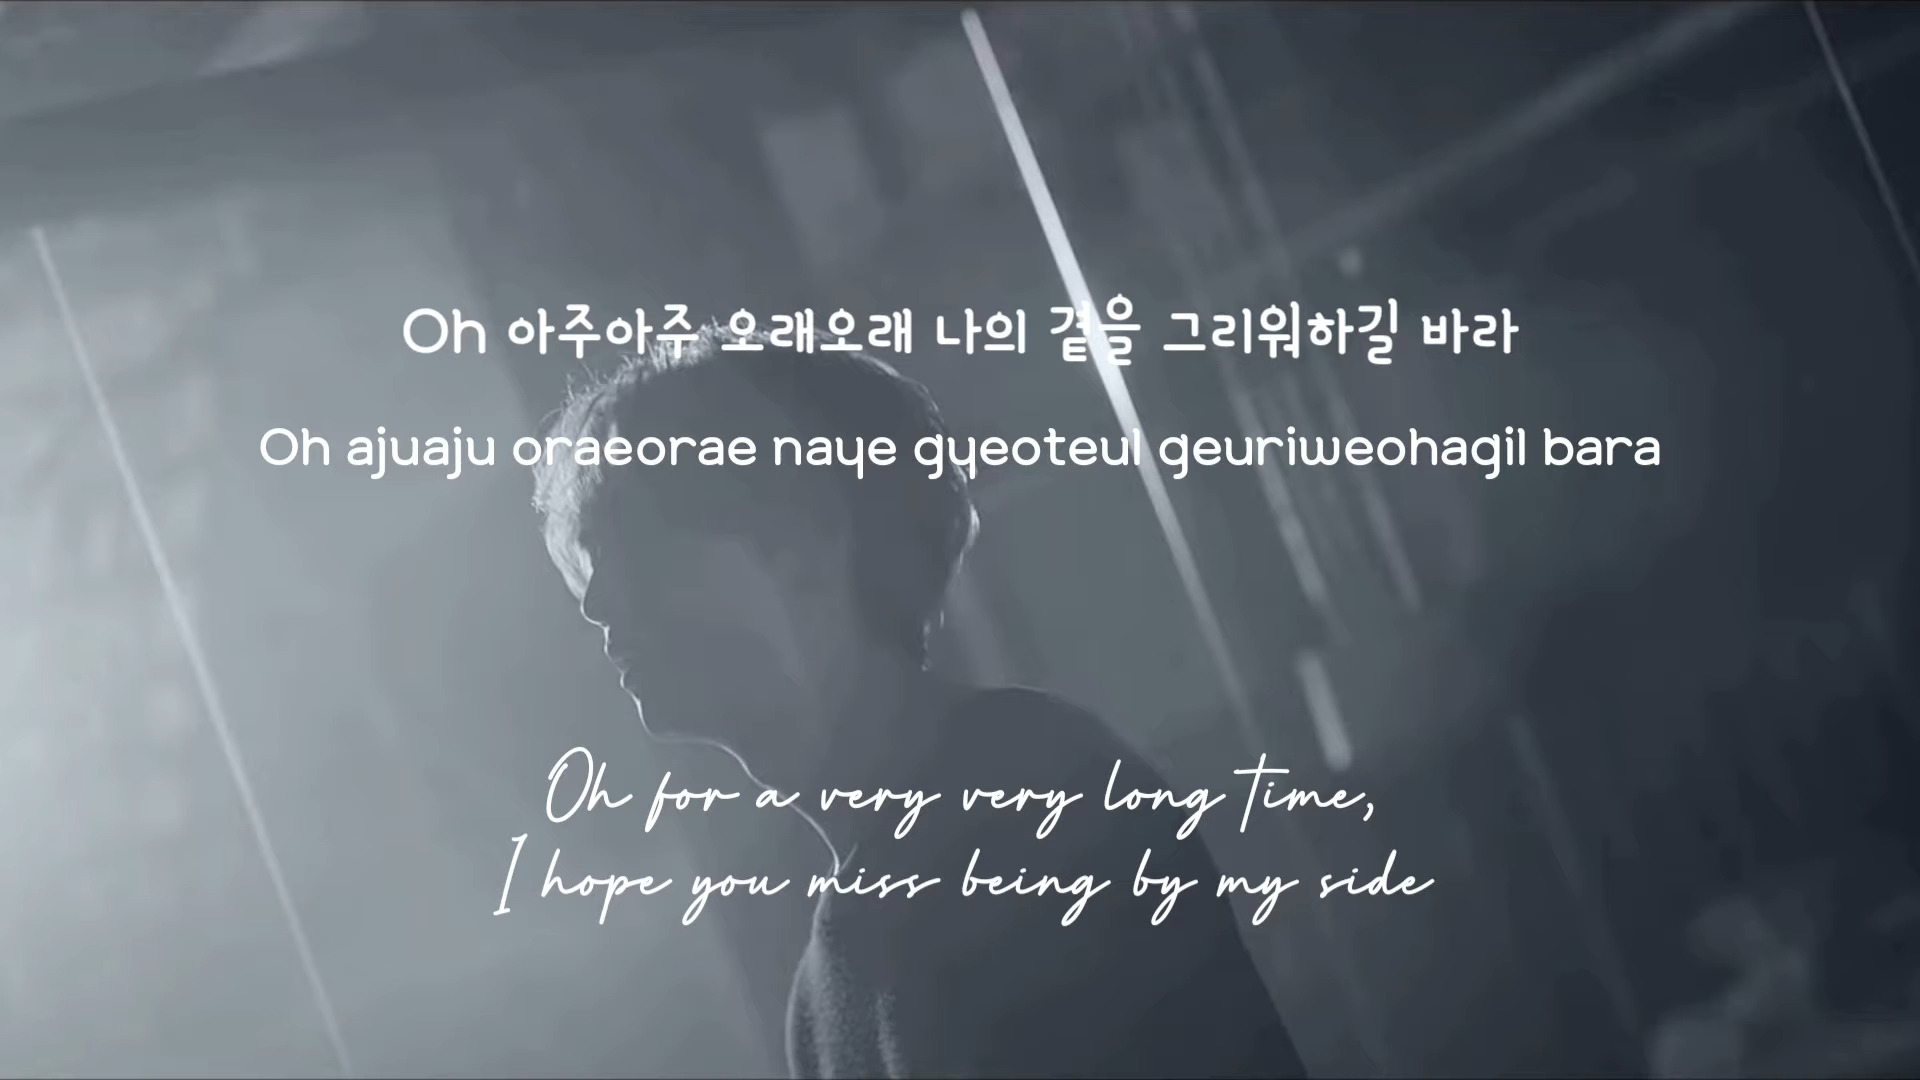 Oh 아주아주 오래오래 나의 곁을 그리워하길 바라
Oh ajuaju oraeorae naye gyeoteul geuriweohagil bara
Oh for a very very long time,
I hope you miss being by my side